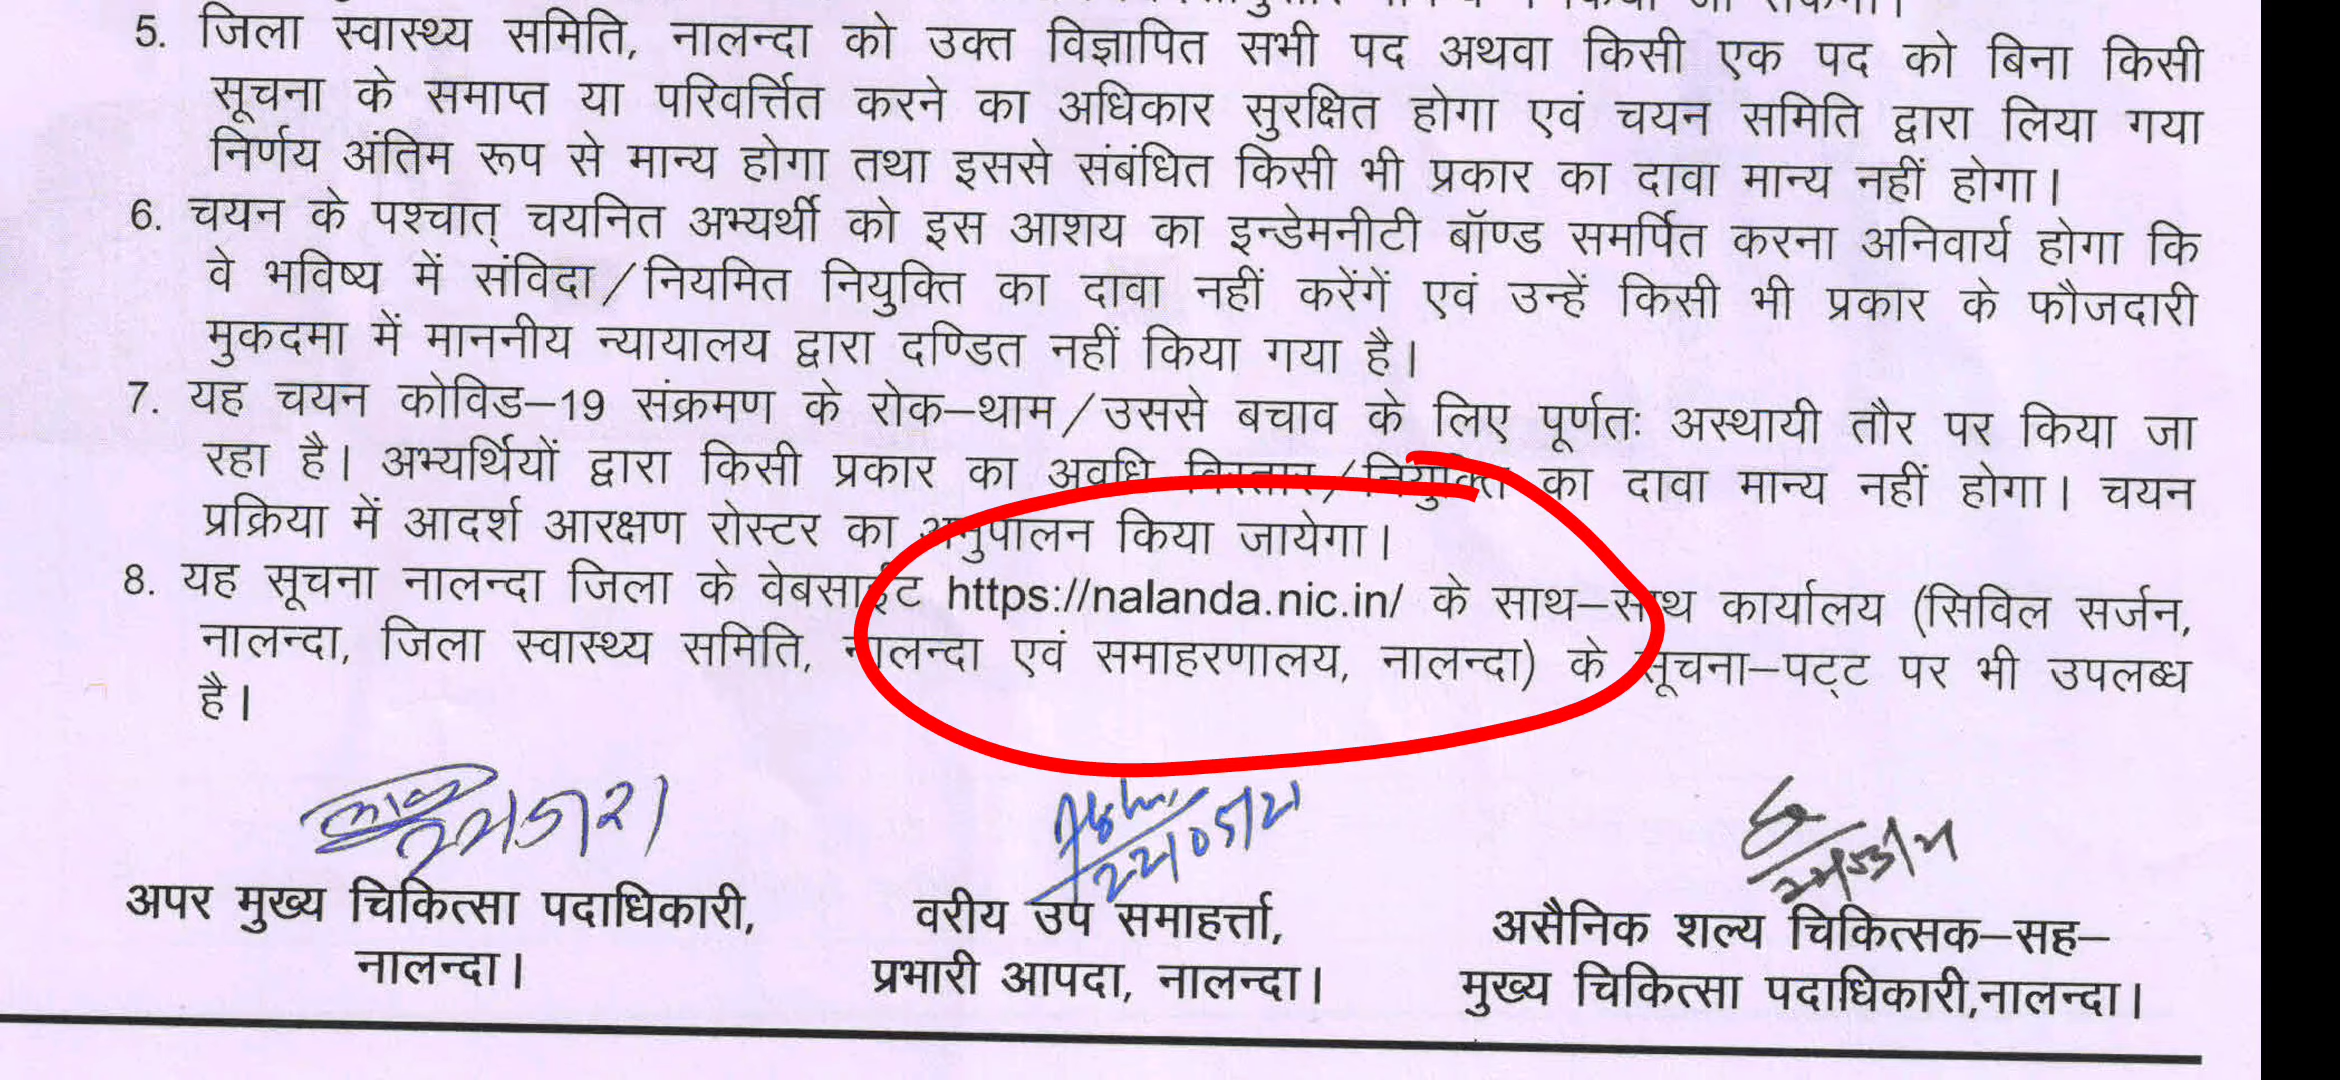 5. जिला स्वास्थ्य समिति, नालन्दा को उक्त विज्ञापित सभी पद अथवा किसी एक पद को बिना किसी
सूचना के समाप्त या परिवर्त्तित करने का अधिकार सुरक्षित होगा एवं चयन समिति द्वारा लिया गया
निर्णय अंतिम रूप से मान्य होगा तथा इससे संबंधित किसी भी प्रकार का दावा मान्य नहीं होगा।
6. चयन के पश्चात् चयनित अभ्यर्थी को इस आशय का इन्डेमनीटी बॉण्ड समर्पित करना अनिवार्य होगा कि
वे भविष्य में संविदा/नियमित नियुक्ति का दावा नहीं करेंगें एवं उन्हें किसी भी प्रकार के फौजदारी
मुकदमा में माननीय न्यायालय द्वारा दण्डित नहीं किया गया है।
7. यह चयन कोविड–19 संक्रमण के रोक–थाम/उससे बचाव के लिए पूर्णतः अस्थायी तौर पर किया जा
रहा है। अभ्यर्थियों द्वारा किसी प्रकार का अवधि विस्तार/नियुक्ति का दावा मान्य नहीं होगा। चयन
प्रक्रिया में आदर्श आरक्षण रोस्टर का अनुपालन किया जायेगा।
8. यह सूचना नालन्दा जिला के वेबसाईट https://nalanda.nic.in/ के साथ–साथ कार्यालय (सिविल सर्जन,
नालन्दा, जिला स्वास्थ्य समिति, नालन्दा एवं समाहरणालय, नालन्दा) के सूचना–पट्ट पर भी उपलब्ध
है।
22/05/21
अपर मुख्य चिकित्सा पदाधिकारी,
नालन्दा।
वरीय उप समाहर्त्ता,
प्रभारी आपदा, नालन्दा।
असैनिक शल्य चिकित्सक–सह–
मुख्य चिकित्सा पदाधिकारी,नालन्दा।